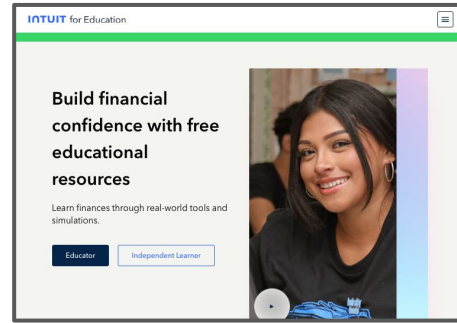 INTUIT for Education
Build financial
confidence with free
educational
resources
Learn finances through real-world tools and
simulations.
Educator
Independent Learner